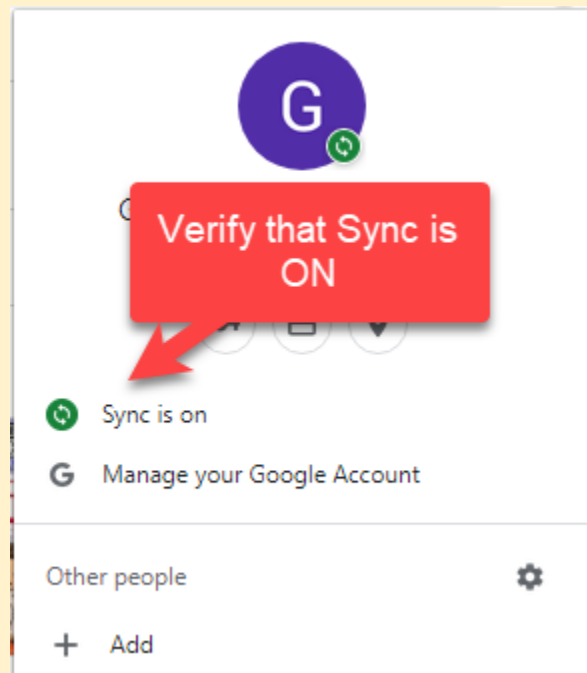 G
Verify that Sync is
ON
Sync is on
G Manage your Google Account
Other people
+ Add